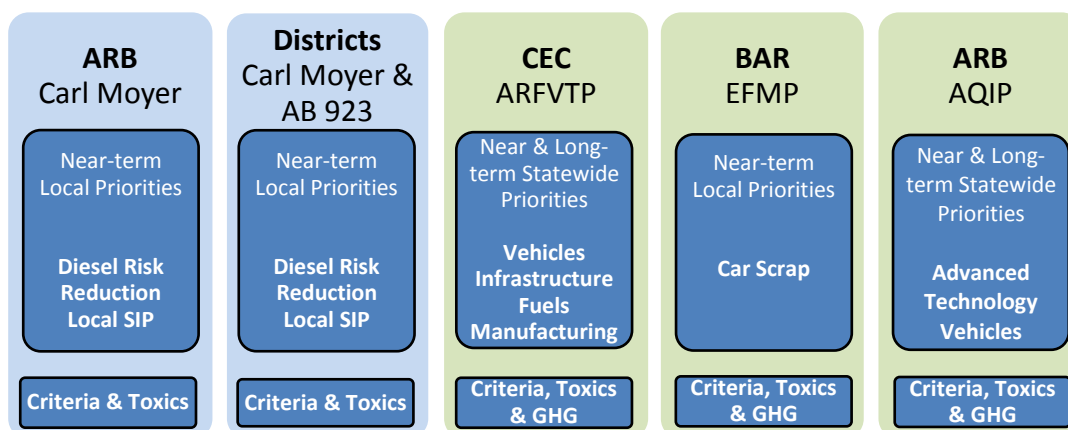 ARB
Carl Moyer
Near-term
Local Priorities
Diesel Risk
Reduction
Local SIP
Criteria & Toxics
Districts
Carl Moyer &
AB 923
Near-term
Local Priorities
Diesel Risk
Reduction
Local SIP
Criteria & Toxics
CEC
ARFVTP
Near & Long-
term Statewide
Priorities
Vehicles
Infrastructure
Fuels
Manufacturing
Criteria, Toxics
& GHG
BAR
EFMP
Near-term
Local Priorities
Car Scrap
Criteria, Toxics
& GHG
ARB
AQIP
Near & Long-
term Statewide
Priorities
Advanced
Technology
Vehicles
Criteria, Toxics
& GHG